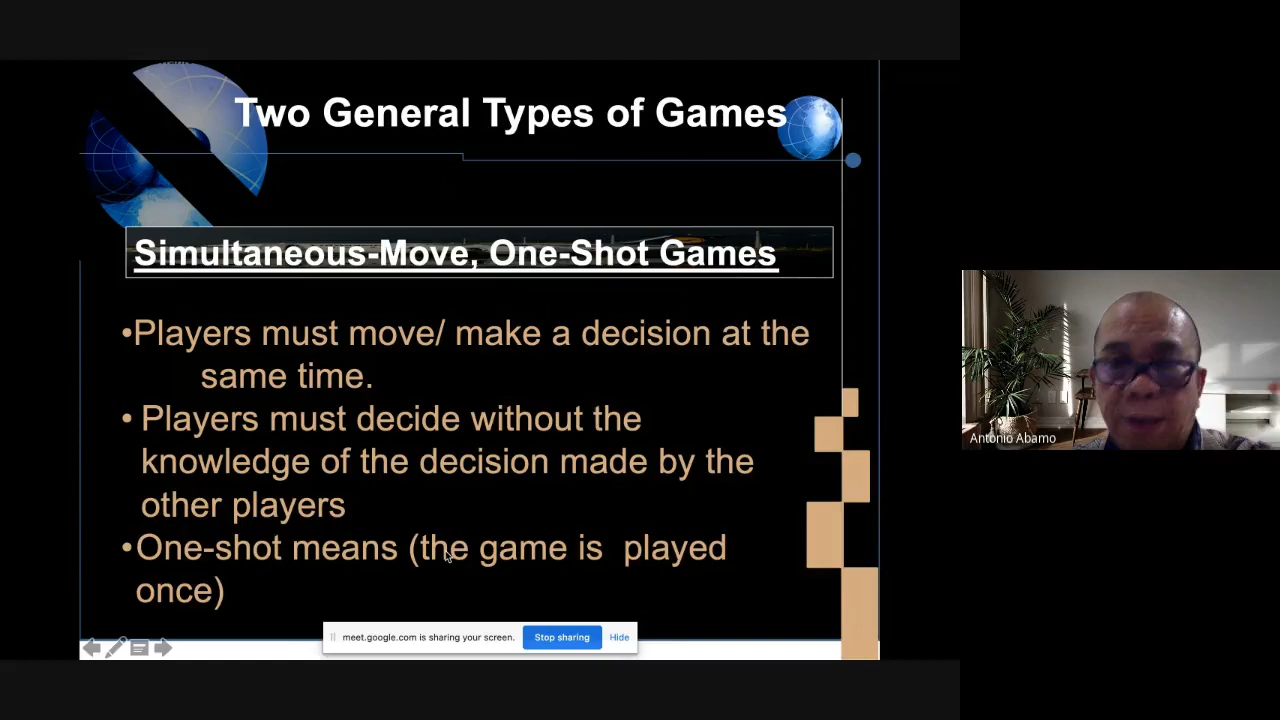 Two General Types of Games
Simultaneous-Move, One-Shot Games
•Players must move/ make a decision at the
same time.
• Players must decide without the
knowledge of the decision made by the
other players
•One-shot means (the game is played
once)
meet.google.com is sharing your screen. Stop sharing Hide
Antonio Abamo